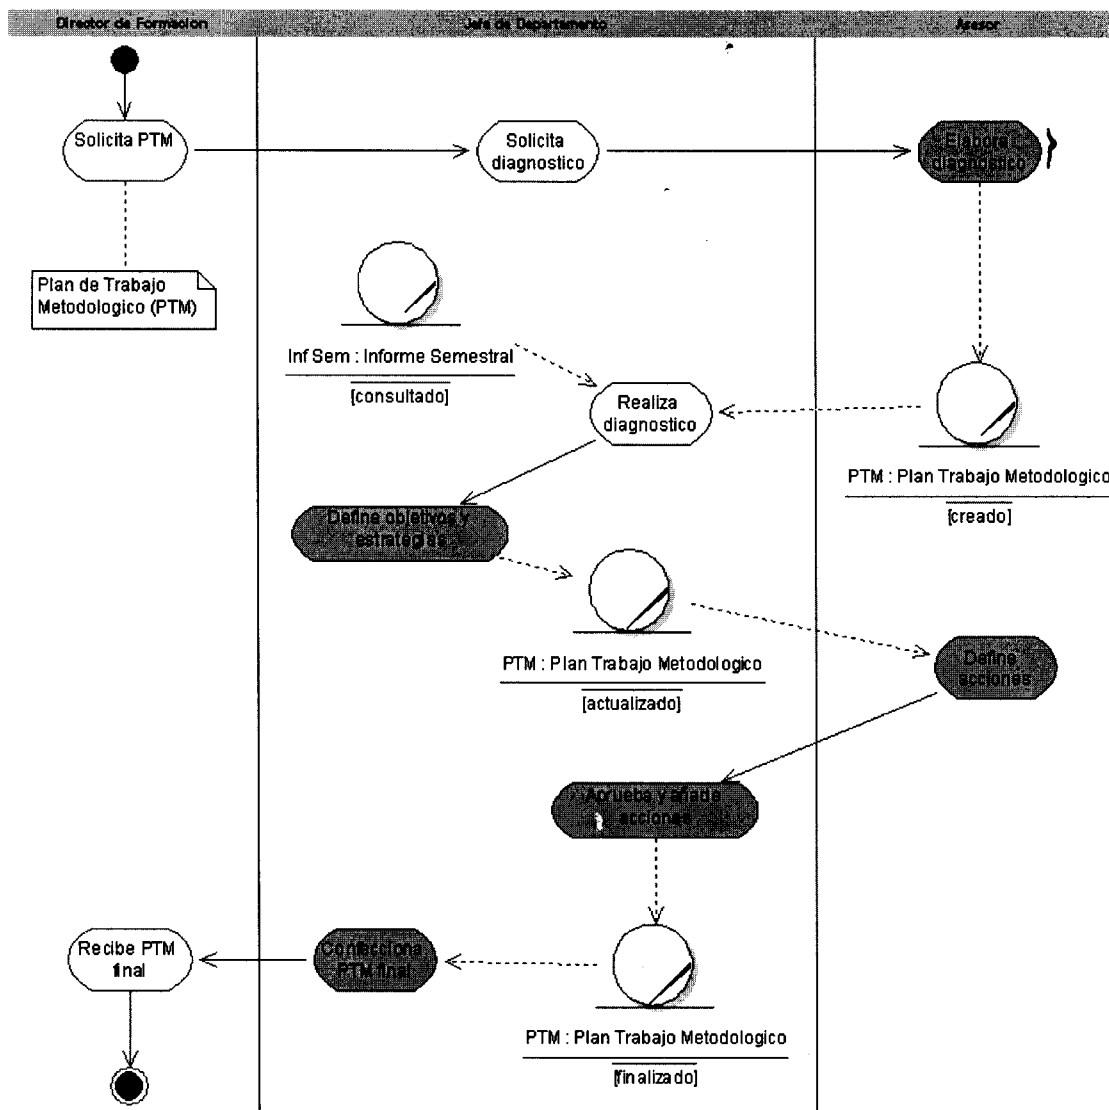 Director de Formacion
Jefe de Departamento
Asesor
Solicita PTM
Solicita
diagnostico
Elabora
diagnostico
Plan de Trabajo
Metodologico (PTM)
Inf Sem : Informe Semestral
[consultado]
Realiza
diagnostico
PTM : Plan Trabajo Metodologico
[creado]
Define objetivos y
estrategias
PTM : Plan Trabajo Metodologico
[actualizado]
Define
acciones
Aprueba y añade
acciones
Recibe PTM
final
Confecciona
PTM final
PTM : Plan Trabajo Metodologico
[finalizado]